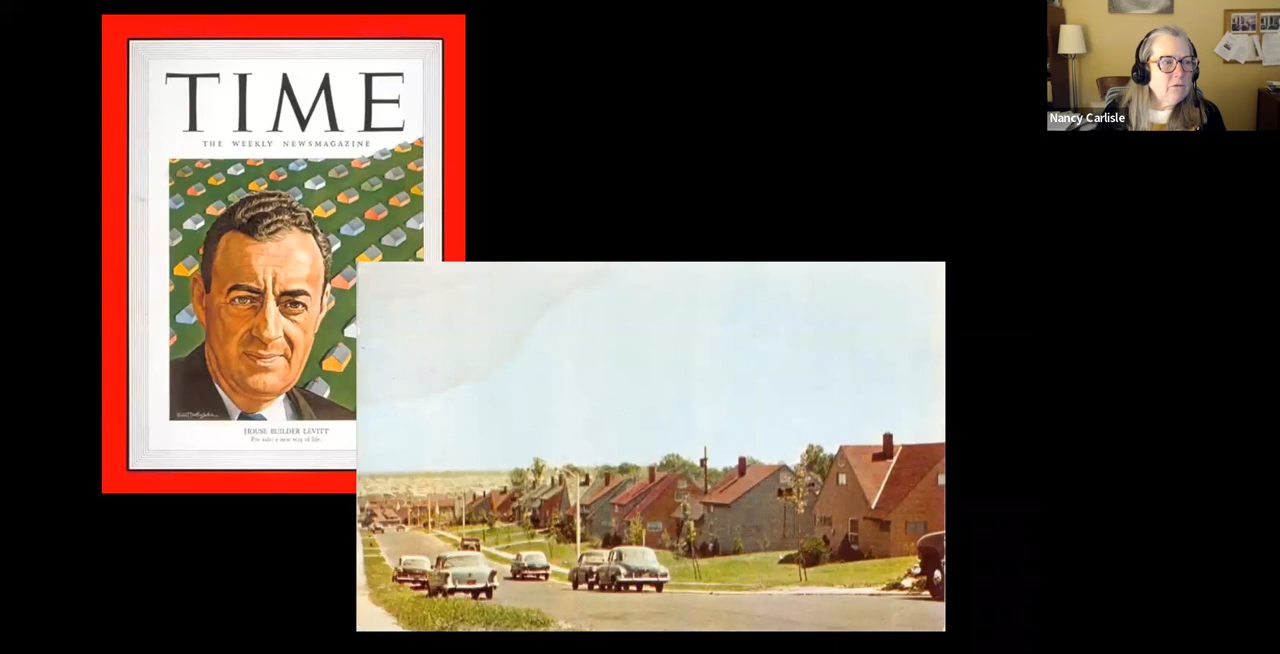 TIME
THE WEEKLY NEWSMAGAZINE
HOUSE BUILDER LEVITT
For sale: a new way of life.
Nancy Carlisle